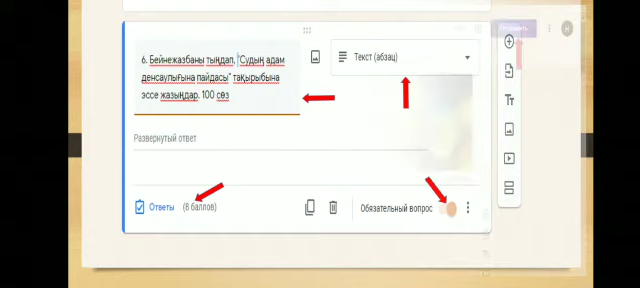 6. Бейнежазбаны тыңдап, "Судың адам
денсаулығына пайдасы" тақырыбына
эссе жазыңдар. 100 сөз
Текст (абзац)
Развернутый ответ
Ответы (8 баллов)
Обязательный вопрос
Тт
Н